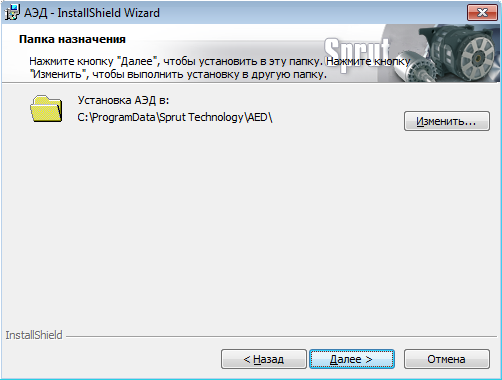 АЭД - InstallShield Wizard
Папка назначения
Sprut
Нажмите кнопку "Далее", чтобы установить в эту папку. Нажмите кнопку
"Изменить", чтобы выполнить установку в другую папку.
Установка АЭД в:
C:\ProgramData\Sprut Technology\AED\
Изменить...
InstallShield
< Назад
Далее >
Отмена